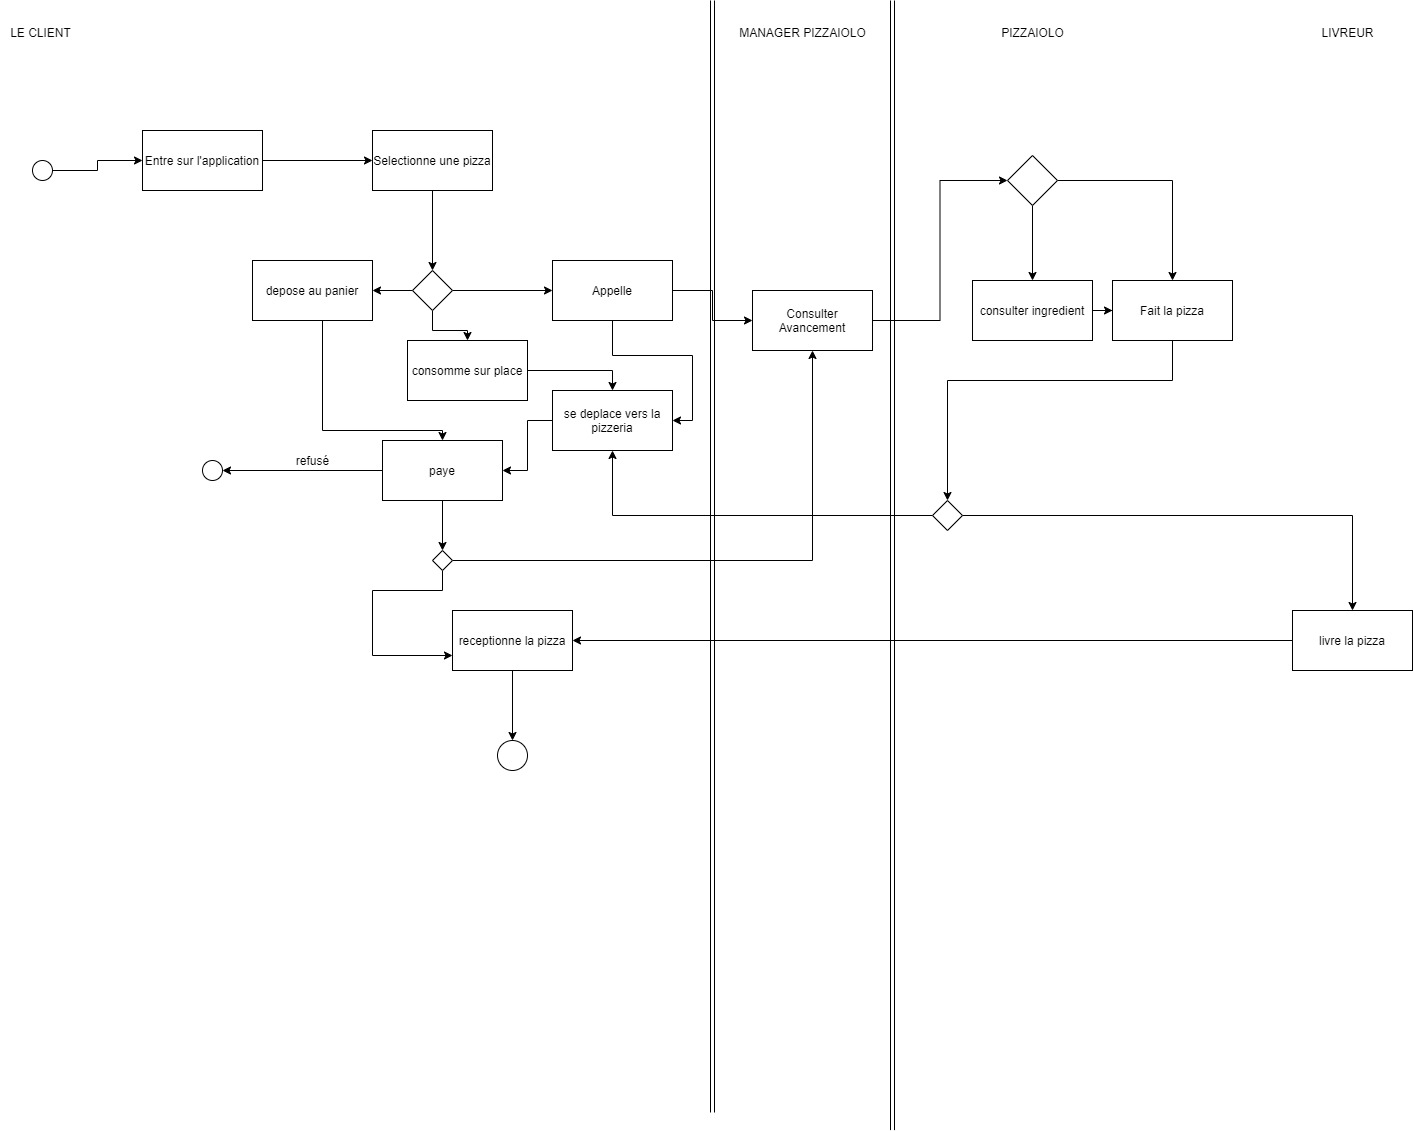 LE CLIENT
MANAGER PIZZAIOLO
PIZZAIOLO
LIVREUR
Entre sur l'application
Selectionne une pizza
depose au panier
Appelle
Consulter
Avancement
consulter ingredient
Fait la pizza
consomme sur place
se deplace vers la
pizzeria
refusé
paye
receptionne la pizza
livre la pizza